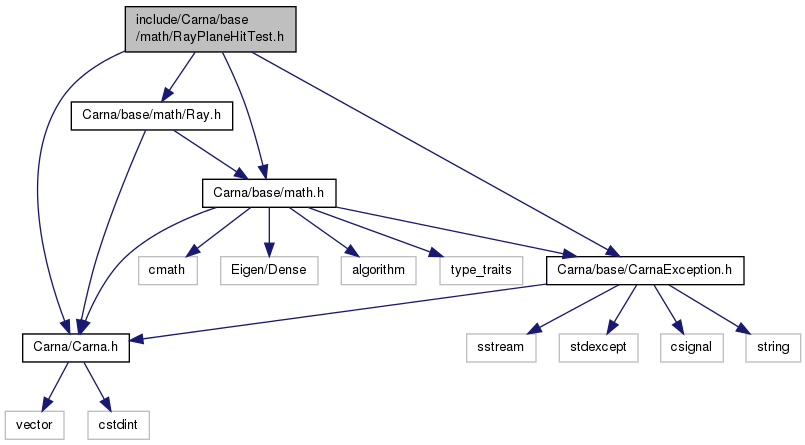 include/Carna/base
/math/RayPlaneHitTest.h
Carna/base/math/Ray.h
Carna/base/math.h
cmath
Eigen/Dense
algorithm
type_traits
Carna/base/CarnaException.h
Carna/Carna.h
sstream
stdexcept
csignal
string
vector
cstdint